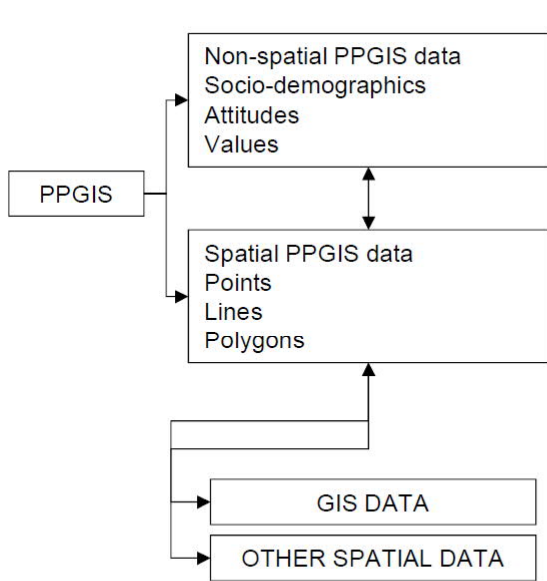 Non-spatial PPGIS data
Socio-demographics
Attitudes
Values
PPGIS
Spatial PPGIS data
Points
Lines
Polygons
GIS DATA
OTHER SPATIAL DATA